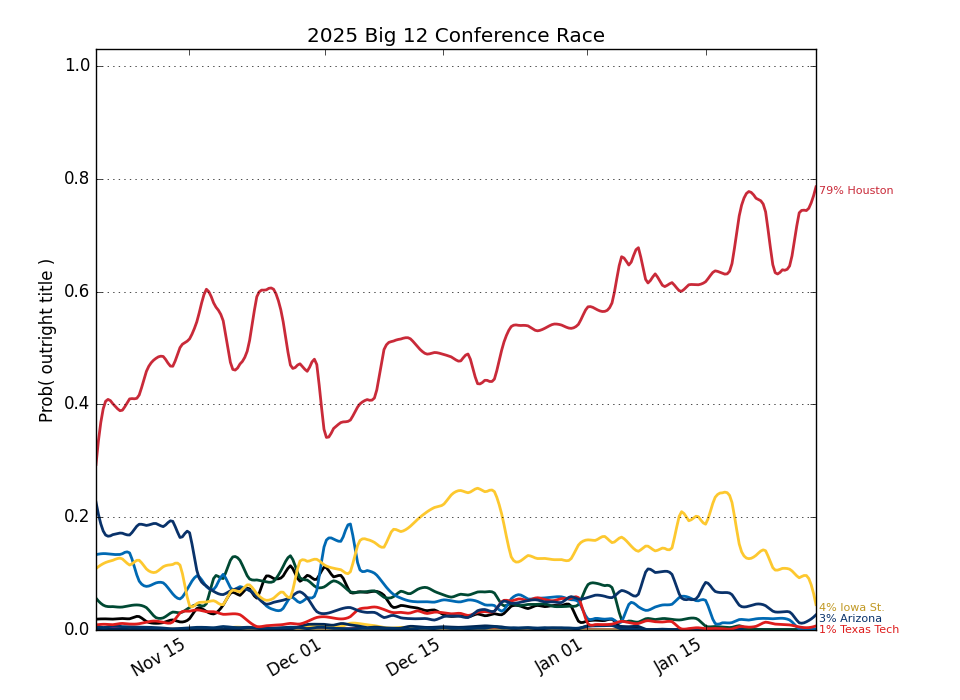 2025 Big 12 Conference Race
Prob( outright title )
1.0
0.8
0.6
0.4
0.2
0.0
79% Houston
4% Iowa St.
3% Arizona
1% Texas Tech
Nov 15
Dec 01
Dec 15
Jan 01
Jan 15